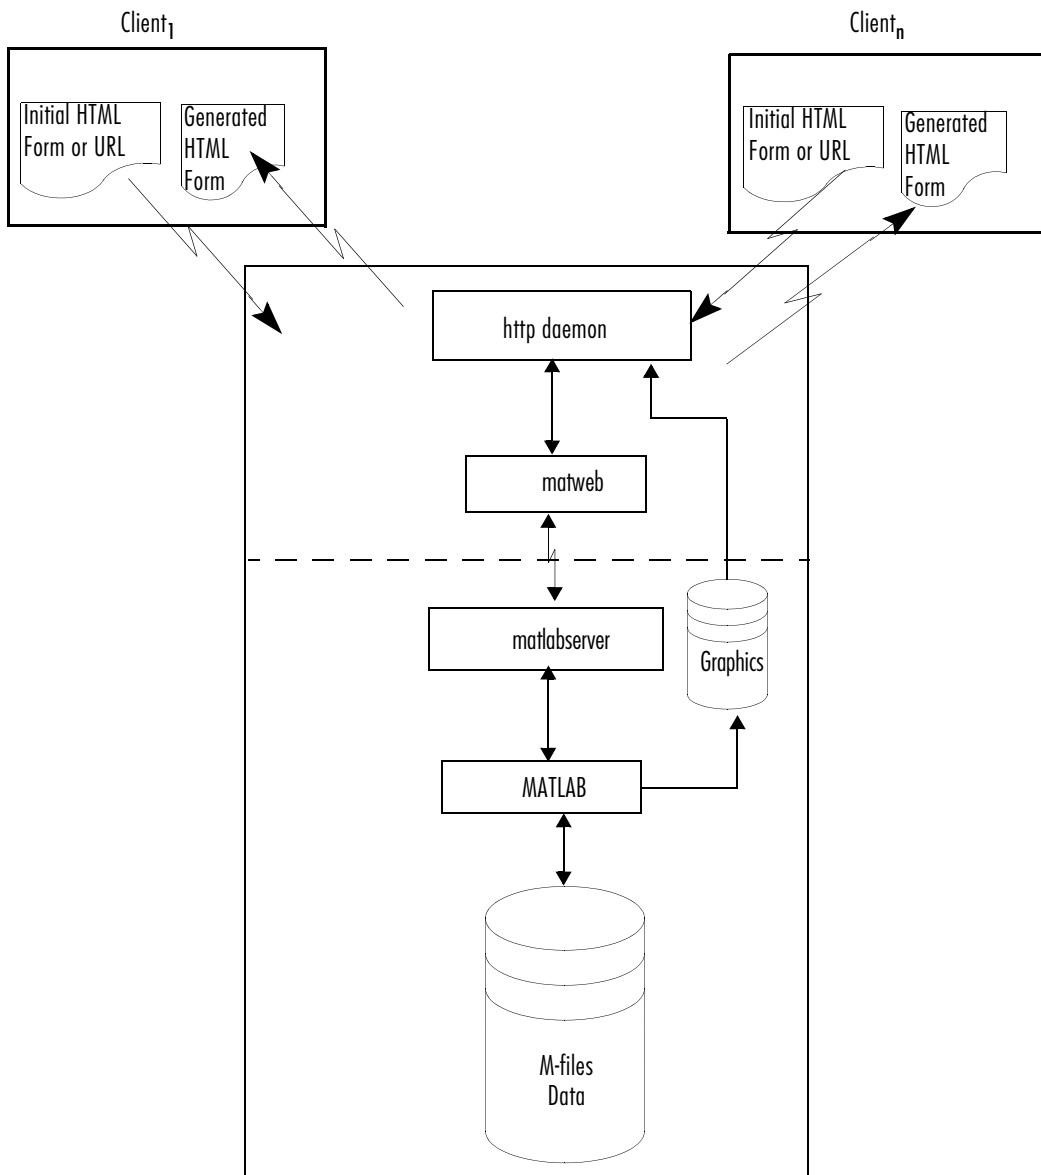 Client1
Clientn
Initial HTML
Form or URL
Generated
HTML
Form
Initial HTML
Form or URL
Generated
HTML
Form
http daemon
matweb
matlabserver
Graphics
MATLAB
M-files
Data